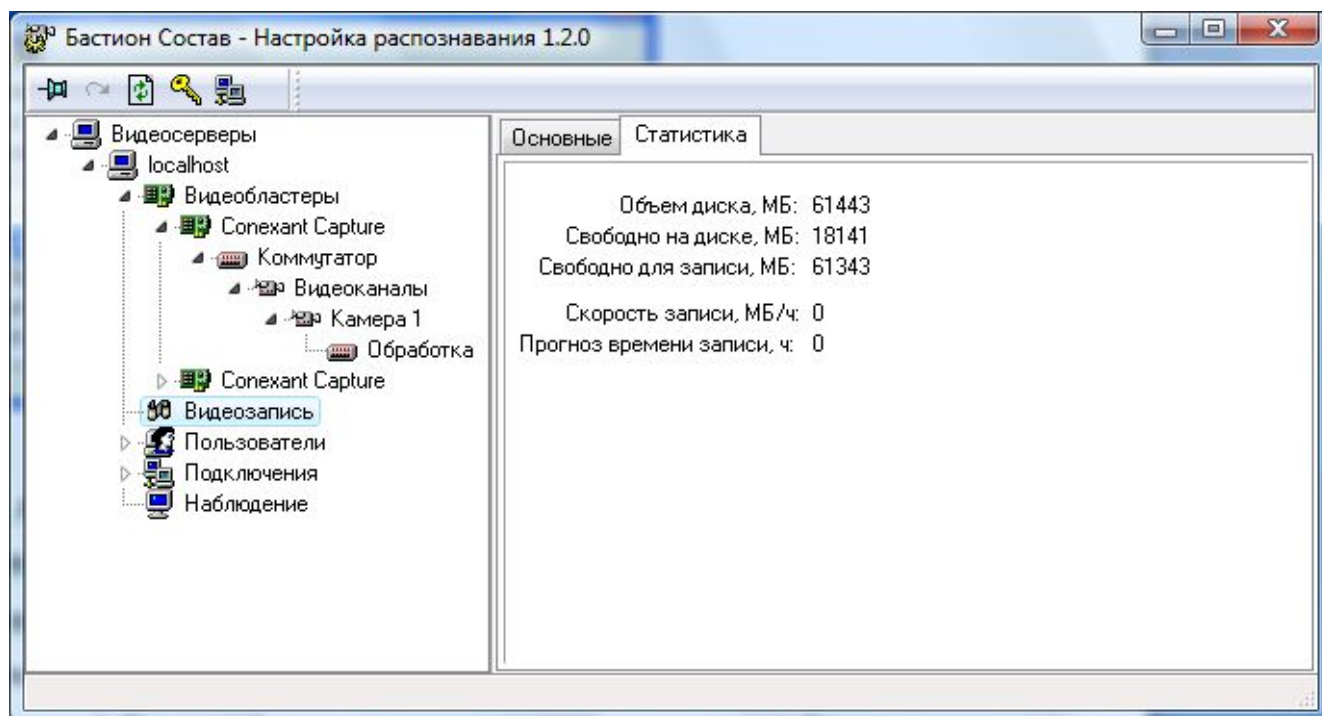 Бастион Состав - Настройка распознавания 1.2.0
Видеосерверы
localhost
Видеобластеры
Conexant Capture
Коммутатор
Видеоканалы
Камера 1
Обработка
Conexant Capture
Видеозапись
Пользователи
Подключения
Наблюдение
Основные Статистика
Объем диска, МБ: 61443
Свободно на диске, МБ: 18141
Свободно для записи, МБ: 61343
Скорость записи, МБ/ч: 0
Прогноз времени записи, ч: 0